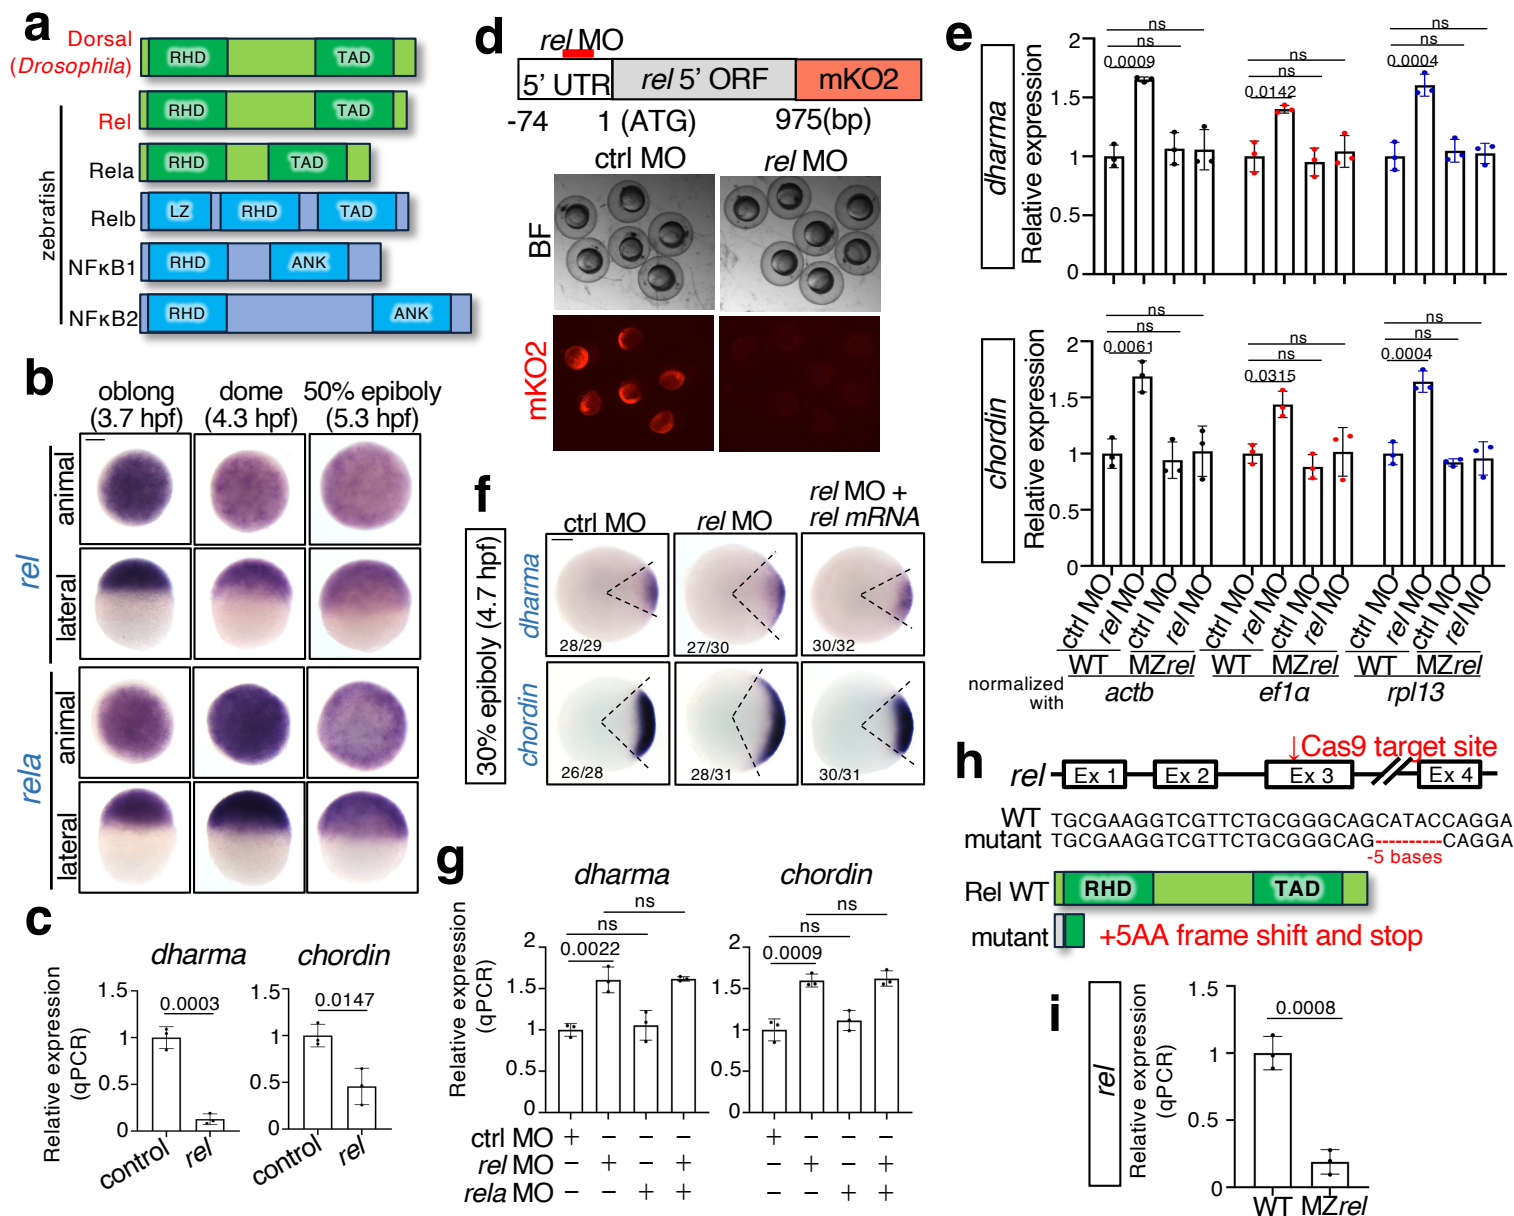 a
Dorsal
(Drosophila)
RHD TAD
zebrafish
Rel
RHD TAD
Rela
RHD TAD
Relb
LZ RHD TAD
NFκB1
RHD ANK
NFκB2
RHD ANK
b
oblong
(3.7 hpf)
dome
(4.3 hpf)
50% epiboly
(5.3 hpf)
rel
animal
lateral
rela
animal
lateral
c
dharma chordin
Relative expression
(qPCR)
1.5
1
0.5
0
0.0003
control rel
1.5
1
0.5
0
0.0147
control rel
d
rel MO
5' UTR rel 5' ORF mKO2
-74 1 (ATG) 975(bp)
ctrl MO rel MO
BF
mKO2
e
dharma
Relative expression
2
1.5
1
0.5
0
ns
ns
0.0009
ns
ns
0.0142
ns
ns
0.0004
chordin
Relative expression
2
1.5
1
0.5
0
ns
ns
0.0061
ns
ns
0.0315
ns
ns
0.0004
ctrl MO rel MO ctrl MO rel MO ctrl MO rel MO ctrl MO rel MO ctrl MO rel MO ctrl MO rel MO
WT MZrel WT MZrel WT MZrel
normalized
with
actb ef1α rpl13
f
30% epiboly (4.7 hpf)
ctrl MO rel MO rel MO +
rel mRNA
dharma
28/29 27/30 30/32
chordin
26/28 28/31 30/31
g
dharma chordin
Relative expression
(qPCR)
2
1.5
1
0.5
0
ns
ns
0.0022
2
1.5
1
0.5
0
ns
ns
0.0009
ctrl MO + − − − + − − −
rel MO − + − + − + − +
rela MO − − + + − − + +
h
↓Cas9 target site
rel Ex 1 Ex 2 Ex 3 Ex 4
WT TGCGAAGGTCGTTCTGCGGGCAGCATACCAGGA
mutant TGCGAAGGTCGTTCTGCGGGCAG----------CAGGA
-5 bases
Rel WT RHD TAD
mutant +5AA frame shift and stop
i
rel
Relative expression
(qPCR)
1.5
1
0.5
0
0.0008
WT MZrel